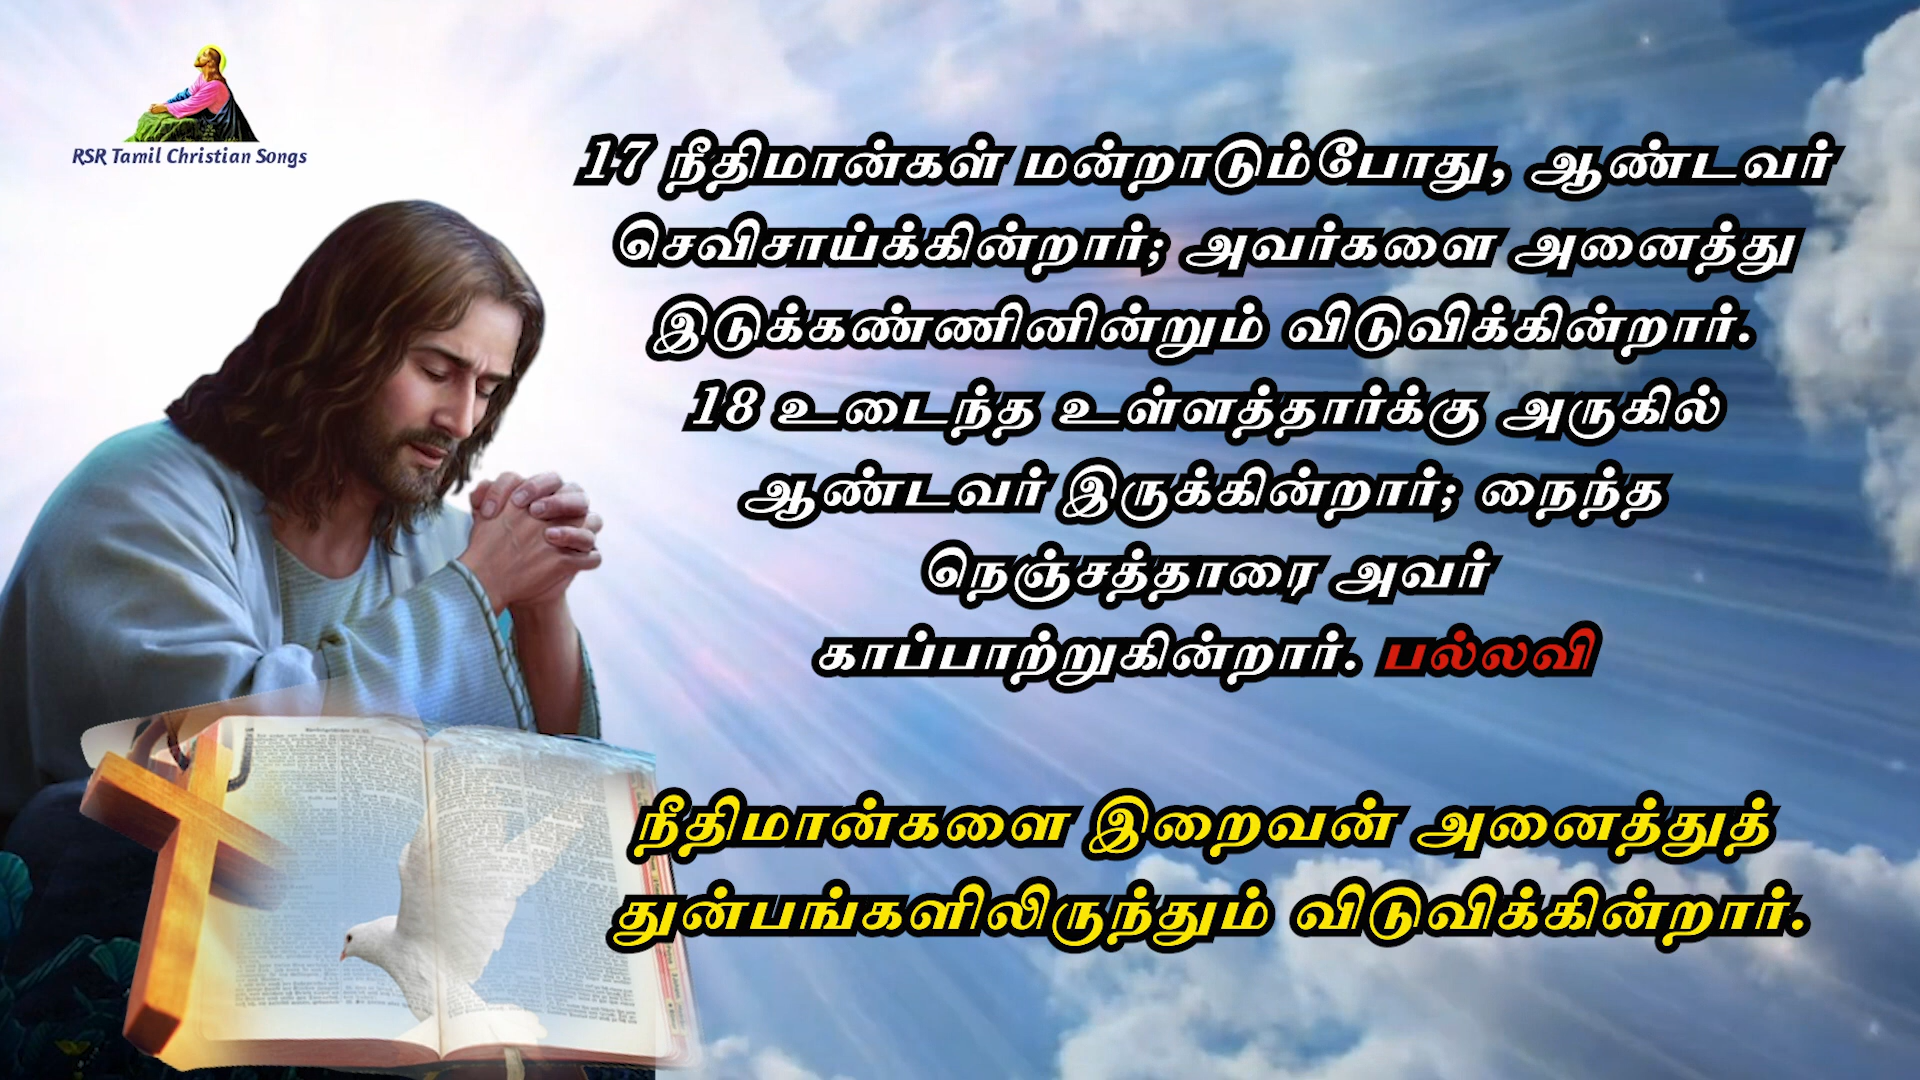 RSR Tamil Christian Songs
17 நீதிமான்கள் மன்றாடும்போது, ஆண்டவர்
செவிசாய்க்கின்றார்; அவர்களை அனைத்து
இடுக்கண்ணினின்றும் விடுவிக்கின்றார்.
18 உடைந்த உள்ளத்தார்க்கு அருகில்
ஆண்டவர் இருக்கின்றார்; நைந்த
நெஞ்சத்தாரை அவர்
காப்பாற்றுகின்றார். பல்லவி
நீதிமான்களை இறைவன் அனைத்துத்
துன்பங்களிலிருந்தும் விடுவிக்கின்றார்.